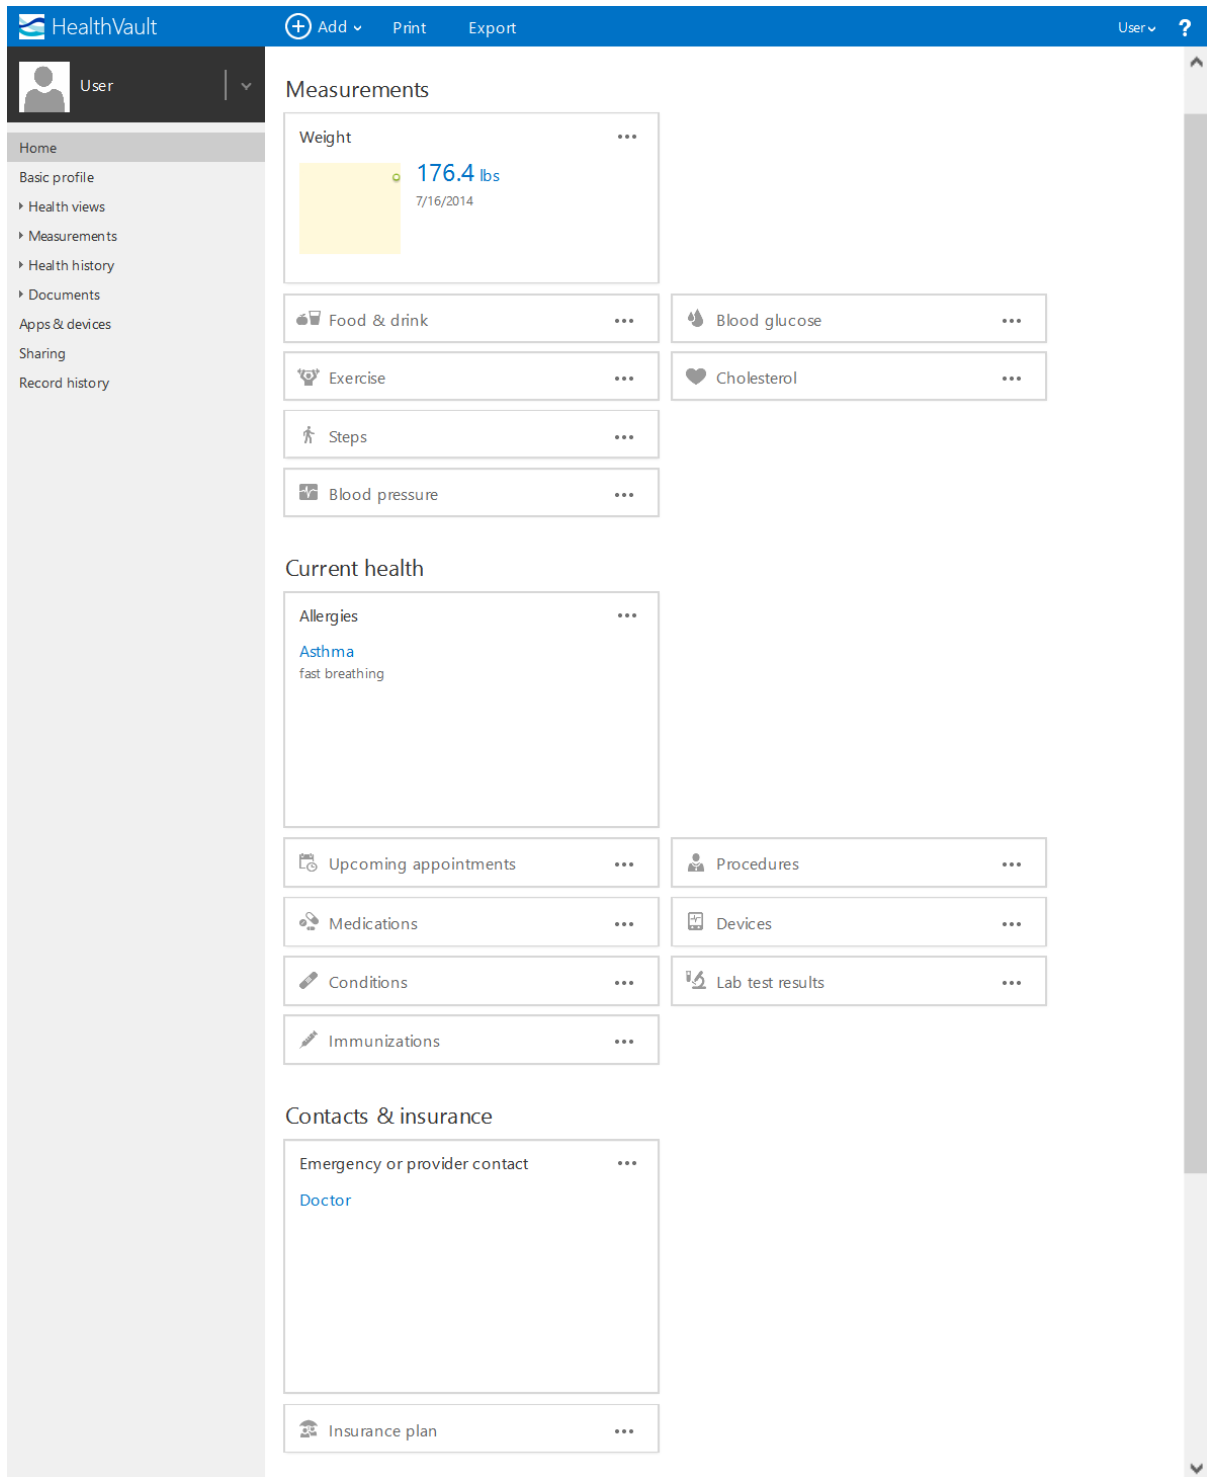 HealthVault
Add Print Export
User ?
User
Home
Basic profile
Health views
Measurements
Health history
Documents
Apps & devices
Sharing
Record history
Measurements
Weight
176.4 lbs
7/16/2014
Food & drink
Blood glucose
Exercise
Cholesterol
Steps
Blood pressure
Current health
Allergies
Asthma
fast breathing
Upcoming appointments
Procedures
Medications
Devices
Conditions
Lab test results
Immunizations
Contacts & insurance
Emergency or provider contact
Doctor
Insurance plan